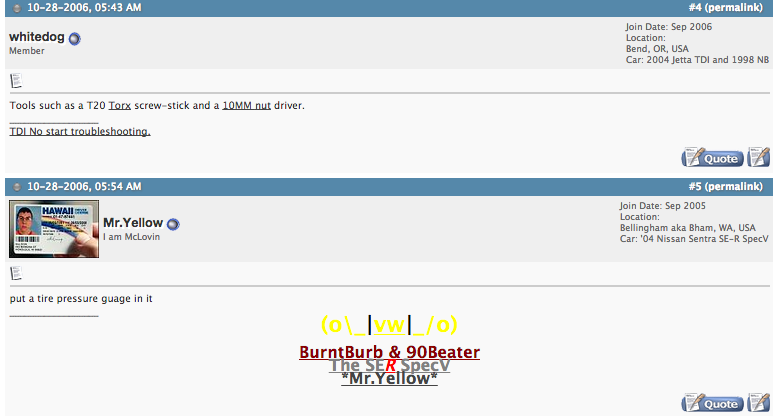 10-28-2006, 05:43 AM #4 (permalink)
whitedog
Member
Join Date: Sep 2006
Location:
Bend, OR, USA
Car: 2004 Jetta TDI and 1998 NB
Tools such as a T20 Torx screw-stick and a 10MM nut driver.
TDI No start troubleshooting.
Quote
10-28-2006, 05:54 AM #5 (permalink)
HAWAII
Mr.Yellow
I am McLovin
Join Date: Sep 2005
Location:
Bellingham aka Bham, WA, USA
Car: '04 Nissan Sentra SE-R SpecV
put a tire pressure guage in it
(o\_|vw|_/o)
BurntBurb & 90Beater
The SER SpecV
*Mr.Yellow*
Quote